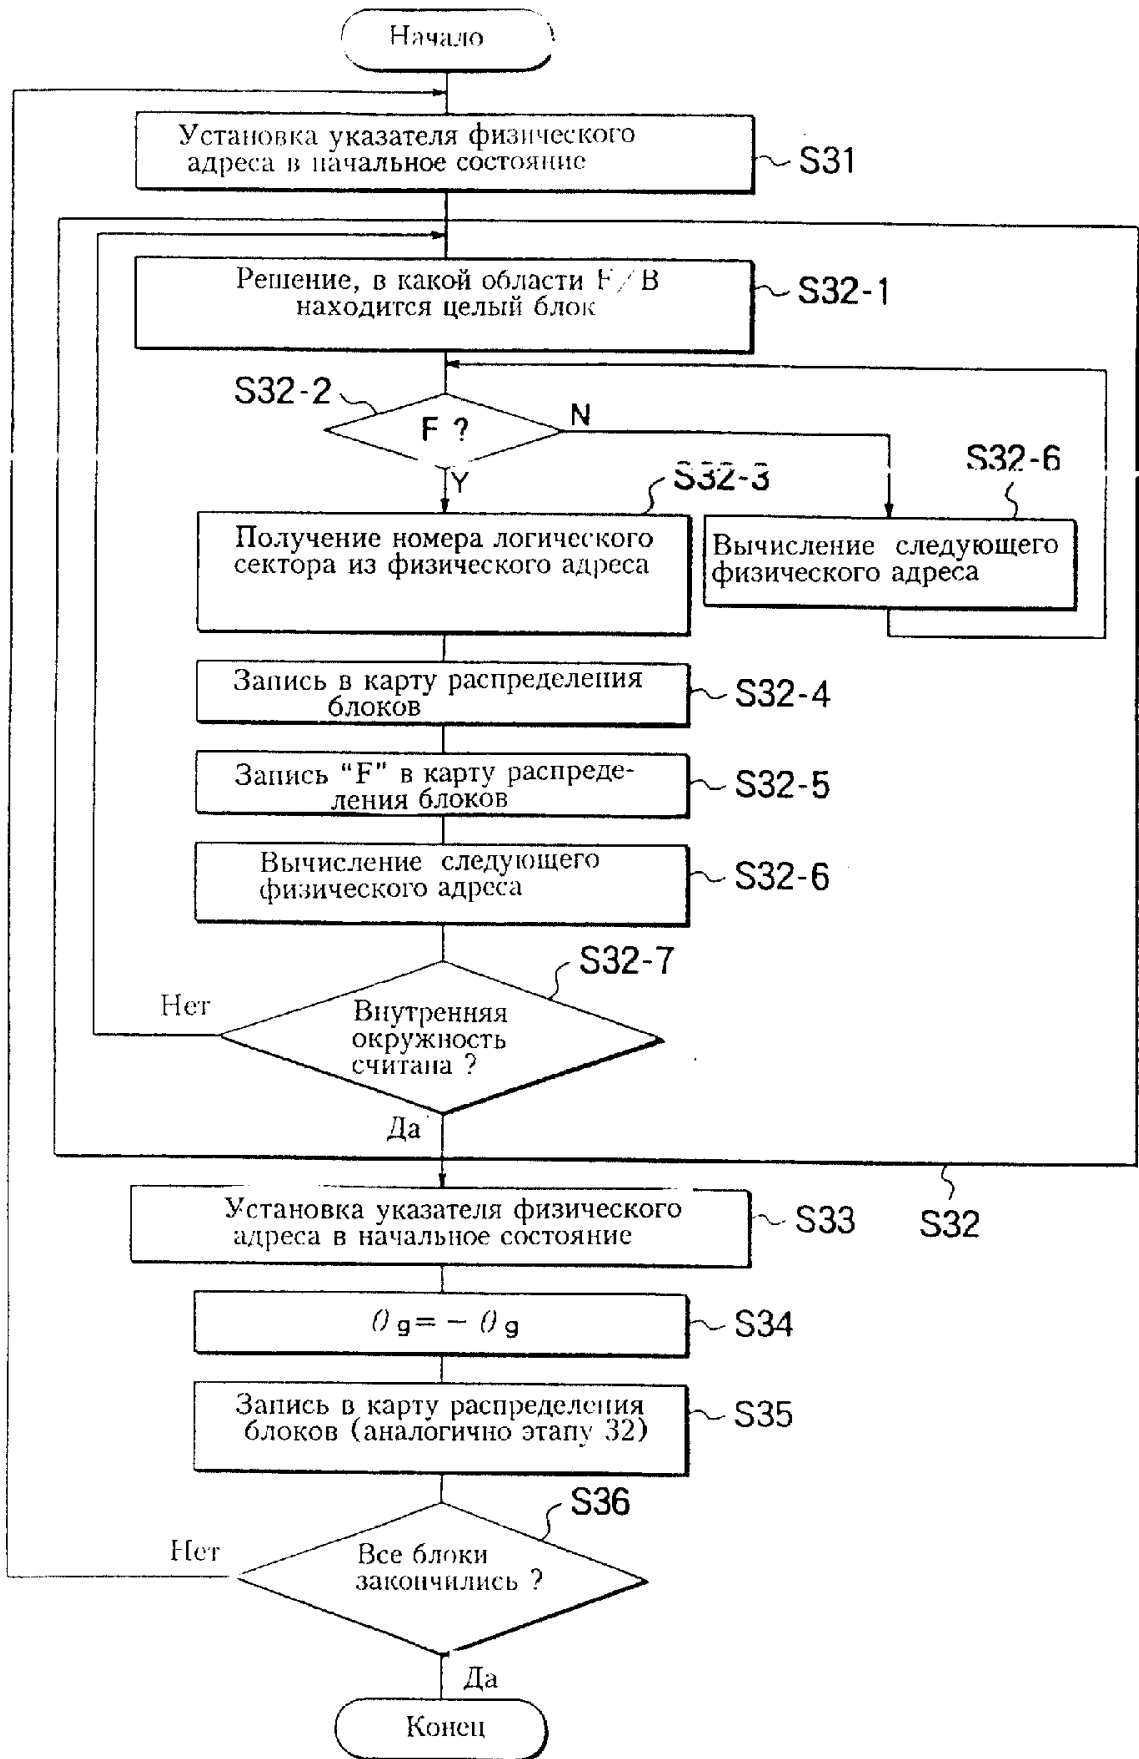 Начало
Установка указателя физического
адреса в начальное состояние
S31
Решение, в какой области F/B
находится целый блок
S32-1
S32-2
F ?
N
Y
S32-3
S32-6
Получение номера логического
сектора из физического адреса
Вычисление следующего
физического адреса
Запись в карту распределения
блоков
S32-4
Запись “F” в карту распреде-
ления блоков
S32-5
Вычисление следующего
физического адреса
S32-6
S32-7
Нет
Внутренняя
окружность
считана ?
Да
S32
Установка указателя физического
адреса в начальное состояние
S33
θg = - θg
S34
Запись в карту распределения
блоков (аналогично этапу 32)
S35
S36
Нет
Все блоки
закончились ?
Да
Конец